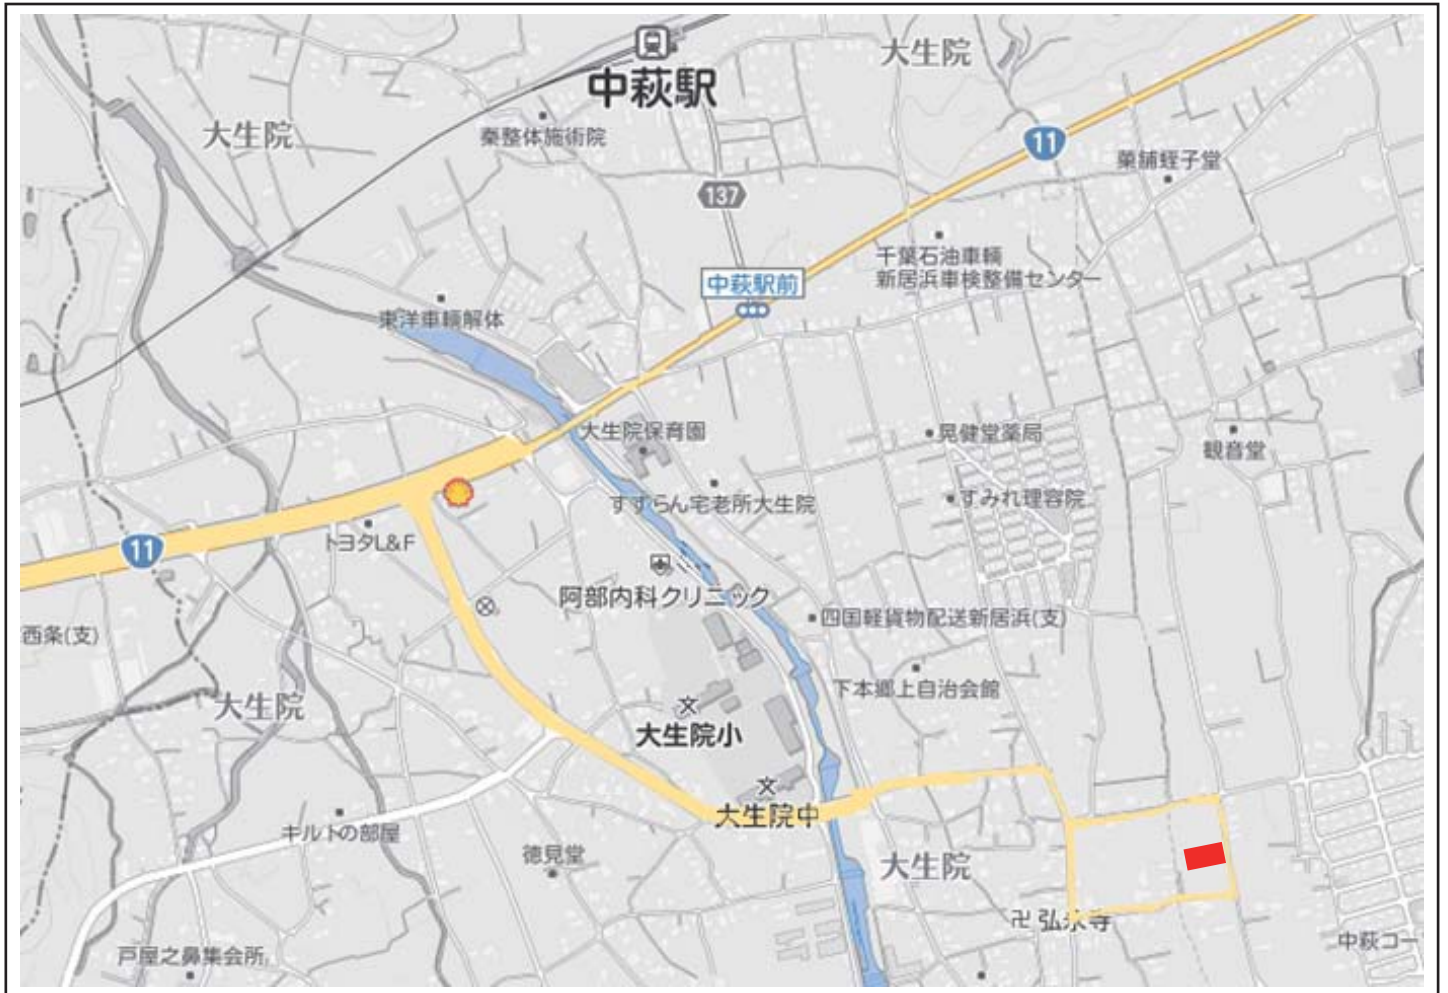 大生院
中萩駅
大生院
秦整体施術院
11
薬舗蛭子堂
137
千葉石油車輌
新居浜車検整備センター
中萩駅前
東洋車輌解体
大生院保育園
晃健堂薬局
観音堂
すずらん宅老所大生院
すみれ理容院
トヨタL&F
11
阿部内科クリニック
四国軽貨物配送新居浜(支)
西条(支)
下本郷上自治会館
大生院
大生院小
大生院中
キルトの部屋
徳見堂
大生院
卍 弘永寺
中萩コー
戸屋之鼻集会所